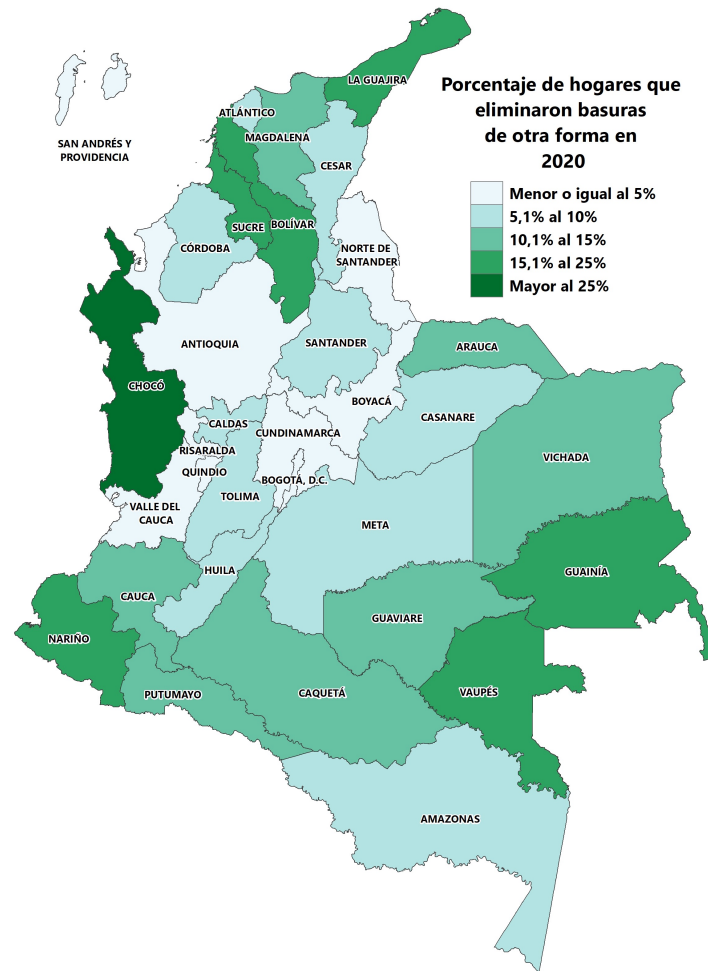 Porcentaje de hogares que
eliminaron basuras
de otra forma en
2020
Menor o igual al 5%
5,1% al 10%
10,1% al 15%
15,1% al 25%
Mayor al 25%
SAN ANDRÉS Y
PROVIDENCIA
LA GUAJIRA
ATLÁNTICO
MAGDALENA
CESAR
SUCRE
BOLÍVAR
CÓRDOBA
NORTE DE
SANTANDER
ANTIOQUIA
SANTANDER
ARAUCA
CHOCÓ
BOYACÁ
CASANARE
CALDAS
CUNDINAMARCA
RISARALDA
QUINDIO
BOGOTÁ, D.C.
VICHADA
TOLIMA
VALLE DEL
CAUCA
META
HUILA
GUAINÍA
CAUCA
GUAVIARE
NARIÑO
PUTUMAYO
CAQUETÁ
VAUPÉS
AMAZONAS